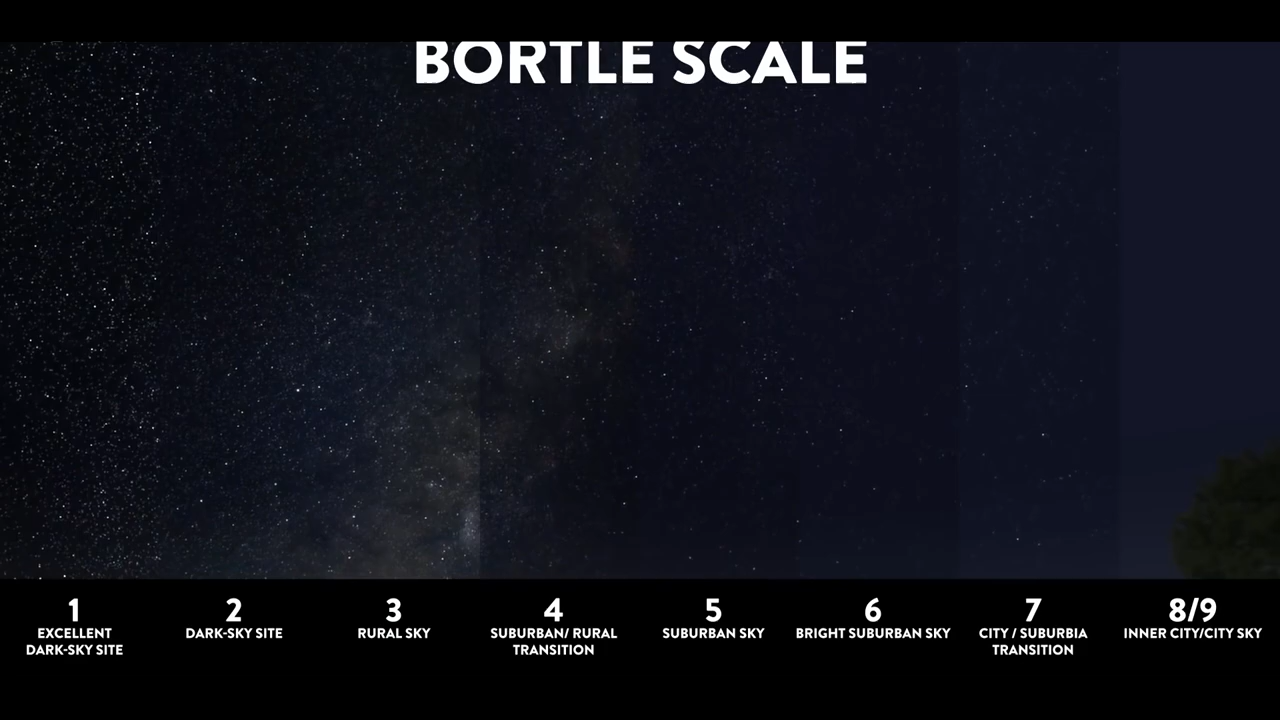 BORTLE SCALE
1
EXCELLENT
DARK-SKY SITE
2
DARK-SKY SITE
3
RURAL SKY
4
SUBURBAN/ RURAL
TRANSITION
5
SUBURBAN SKY
6
BRIGHT SUBURBAN SKY
7
CITY / SUBURBIA
TRANSITION
8/9
INNER CITY/CITY SKY